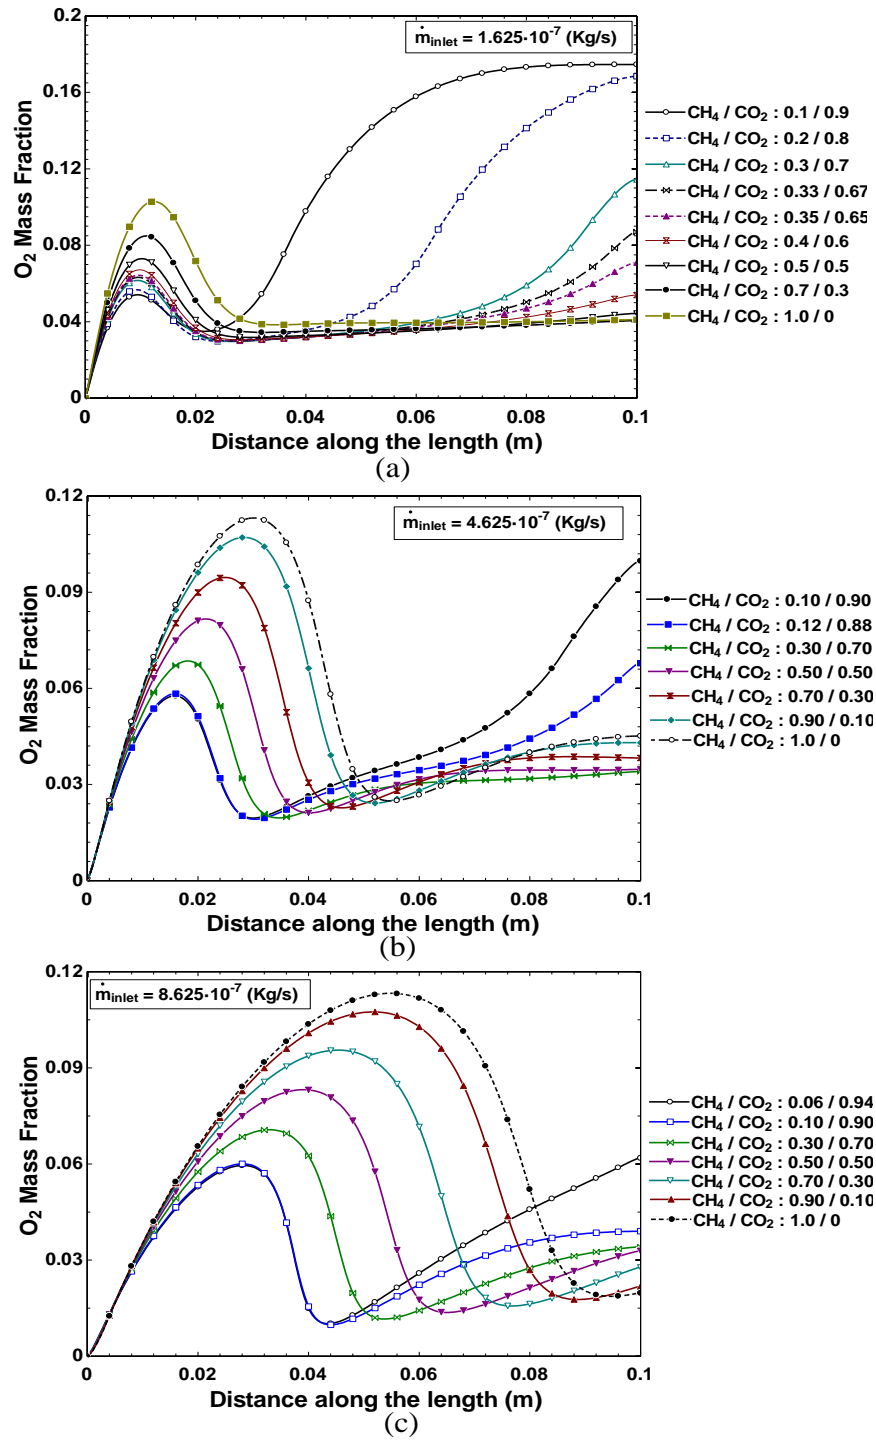 ṁinlet = 1.625·10⁻⁷ (Kg/s)
O₂ Mass Fraction
0.2
0.16
0.12
0.08
0.04
0
0
0.02
0.04
0.06
0.08
0.1
Distance along the length (m)
CH₄ / CO₂ : 0.1 / 0.9
CH₄ / CO₂ : 0.2 / 0.8
CH₄ / CO₂ : 0.3 / 0.7
CH₄ / CO₂ : 0.33 / 0.67
CH₄ / CO₂ : 0.35 / 0.65
CH₄ / CO₂ : 0.4 / 0.6
CH₄ / CO₂ : 0.5 / 0.5
CH₄ / CO₂ : 0.7 / 0.3
CH₄ / CO₂ : 1.0 / 0
(a)
ṁinlet = 4.625·10⁻⁷ (Kg/s)
O₂ Mass Fraction
0.12
0.09
0.06
0.03
0
0
0.02
0.04
0.06
0.08
0.1
Distance along the length (m)
CH₄ / CO₂ : 0.10 / 0.90
CH₄ / CO₂ : 0.12 / 0.88
CH₄ / CO₂ : 0.30 / 0.70
CH₄ / CO₂ : 0.50 / 0.50
CH₄ / CO₂ : 0.70 / 0.30
CH₄ / CO₂ : 0.90 / 0.10
CH₄ / CO₂ : 1.0 / 0
(b)
ṁinlet = 8.625·10⁻⁷ (Kg/s)
O₂ Mass Fraction
0.12
0.09
0.06
0.03
0
0
0.02
0.04
0.06
0.08
0.1
Distance along the length (m)
CH₄ / CO₂ : 0.06 / 0.94
CH₄ / CO₂ : 0.10 / 0.90
CH₄ / CO₂ : 0.30 / 0.70
CH₄ / CO₂ : 0.50 / 0.50
CH₄ / CO₂ : 0.70 / 0.30
CH₄ / CO₂ : 0.90 / 0.10
CH₄ / CO₂ : 1.0 / 0
(c)